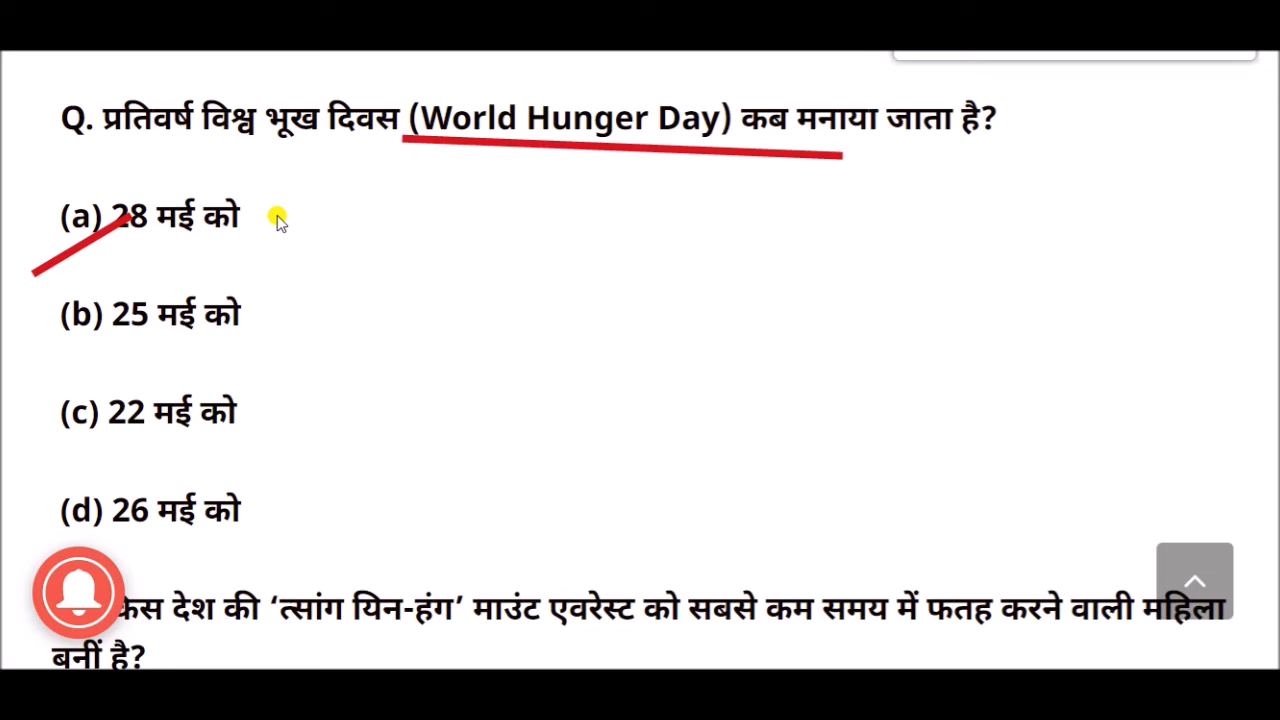 Q. प्रतिवर्ष विश्व भूख दिवस (World Hunger Day) कब मनाया जाता है?
(a) 28 मई को
(b) 25 मई को
(c) 22 मई को
(d) 26 मई को
देश की ‘त्सांग यिन-हंग’ माउंट एवरेस्ट को सबसे कम समय में फतह करने वाली महिला
बनीं है?